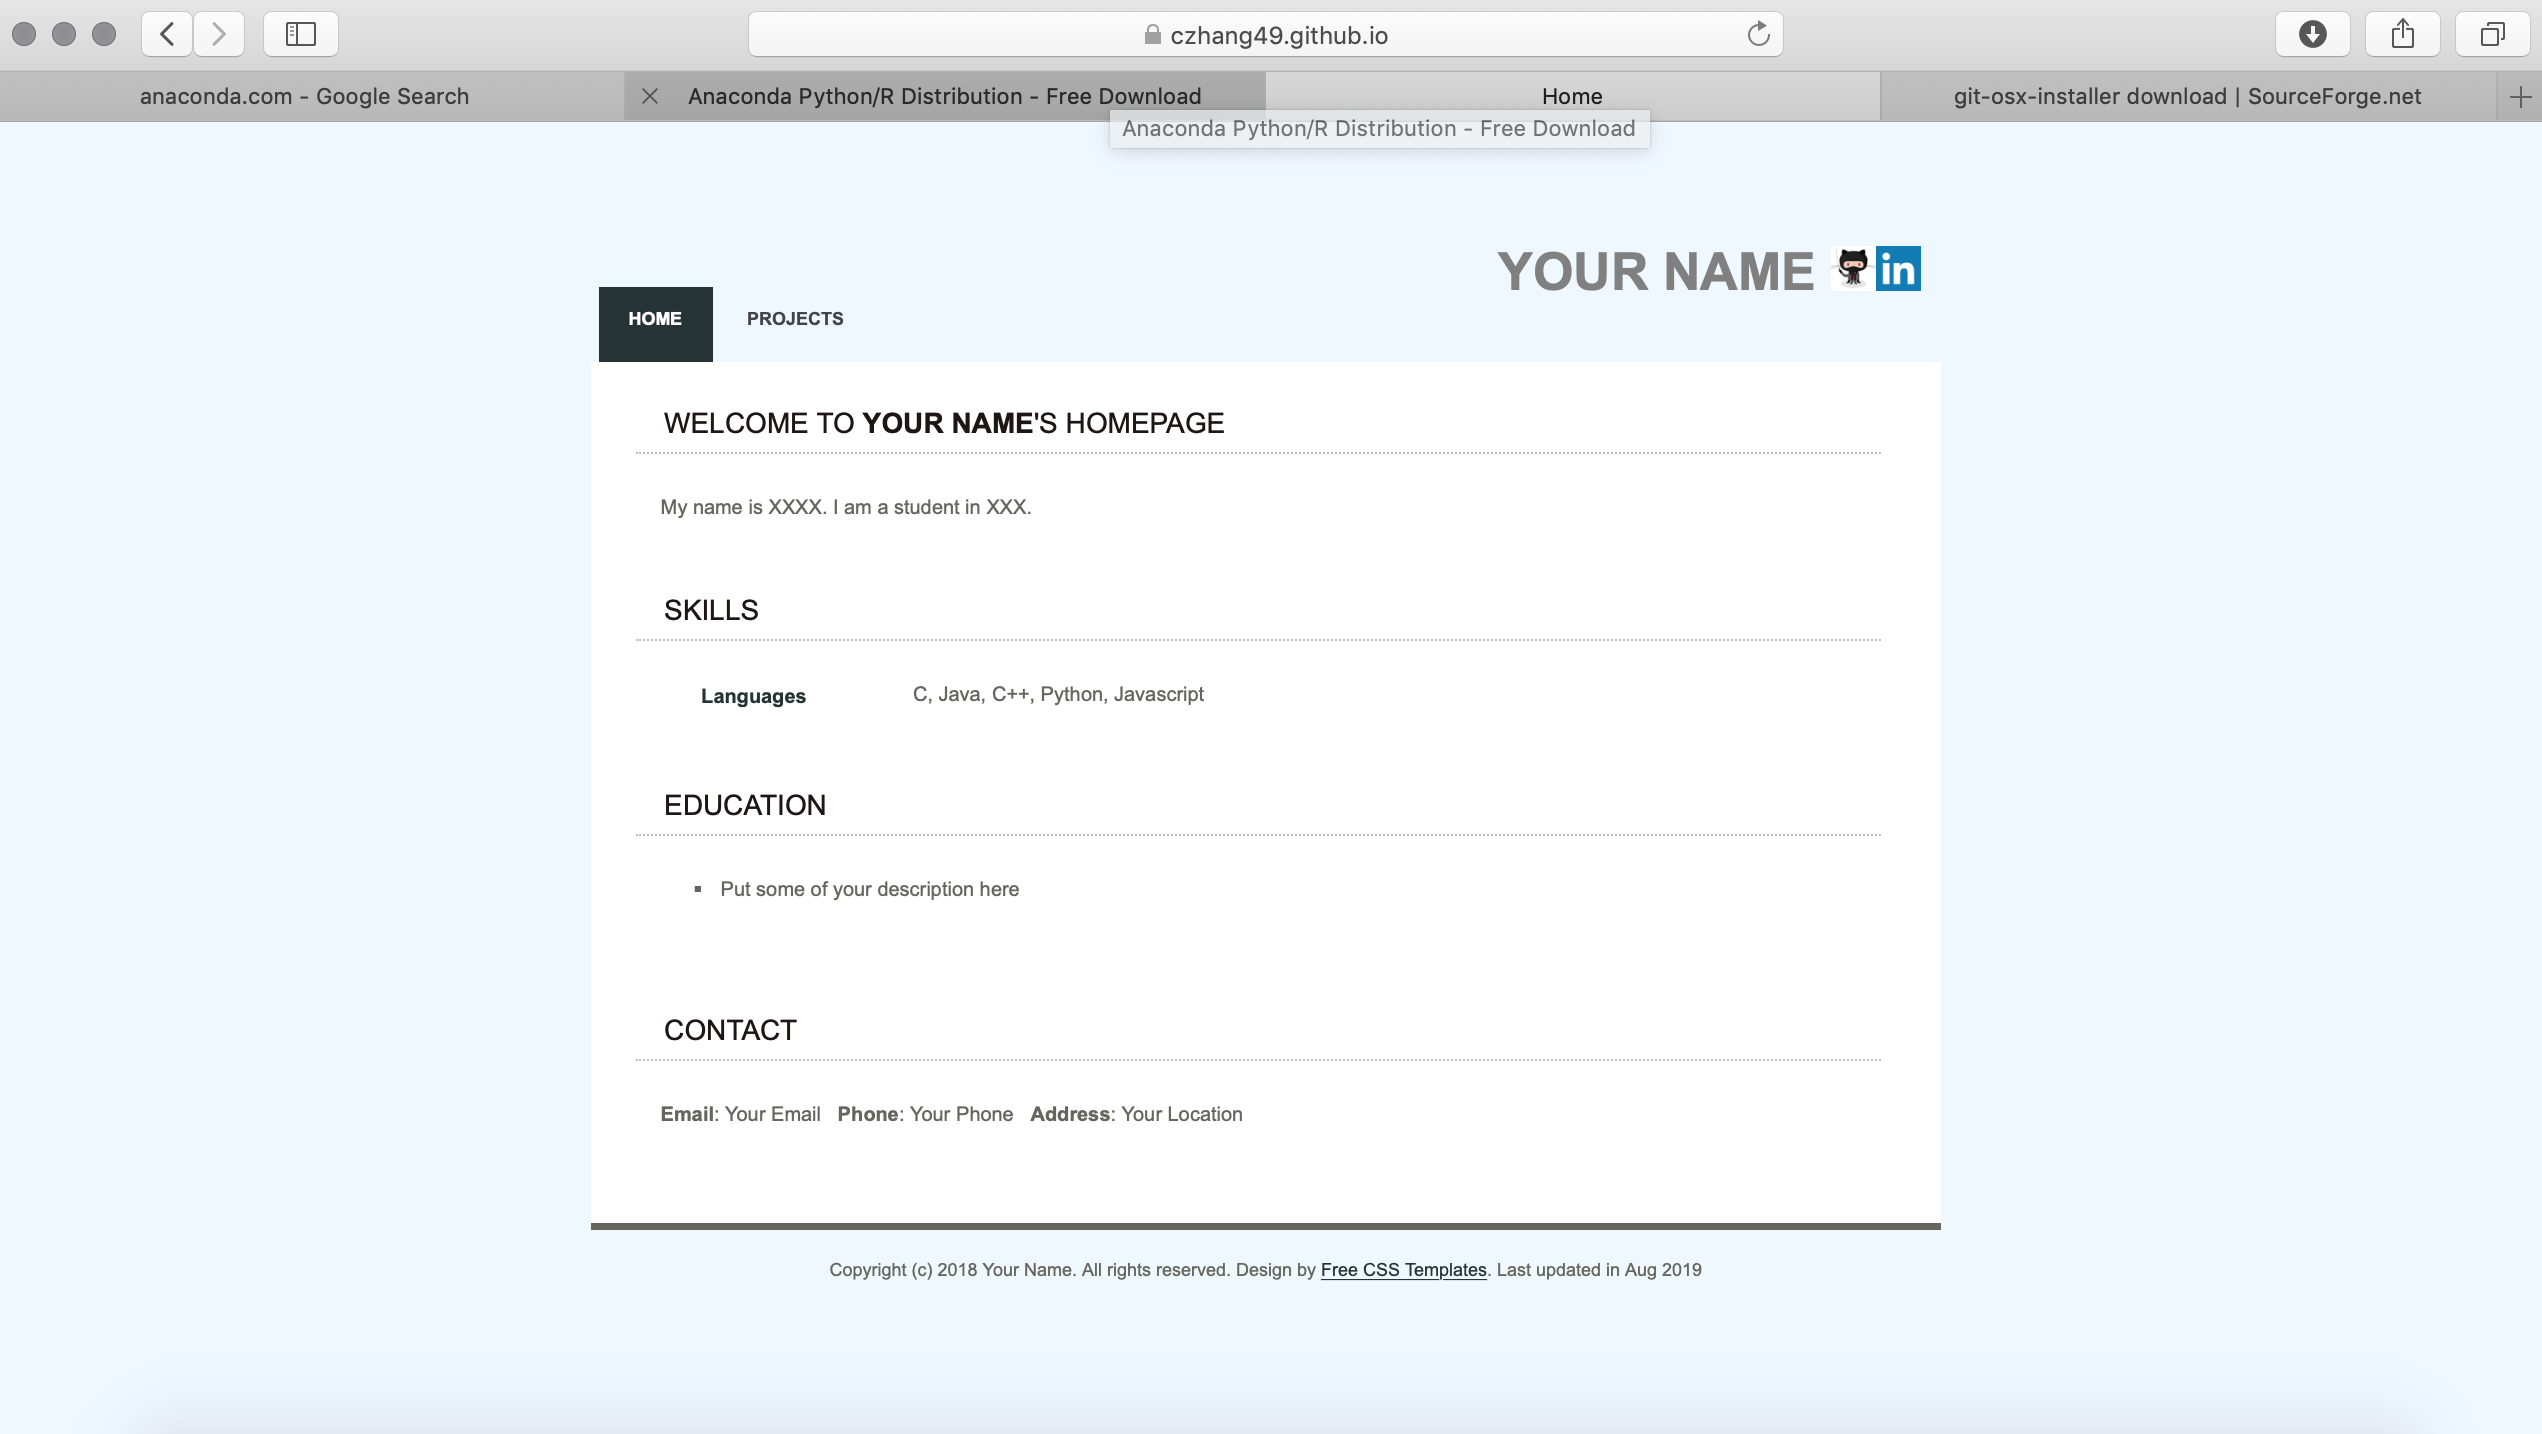 czhang49.github.io
anaconda.com - Google Search
Anaconda Python/R Distribution - Free Download
Home
git-osx-installer download | SourceForge.net
Anaconda Python/R Distribution - Free Download
YOUR NAME
in
HOME
PROJECTS
WELCOME TO YOUR NAME'S HOMEPAGE
My name is XXXX. I am a student in XXX.
SKILLS
Languages C, Java, C++, Python, Javascript
EDUCATION
▪ Put some of your description here
CONTACT
Email: Your Email Phone: Your Phone Address: Your Location
Copyright (c) 2018 Your Name. All rights reserved. Design by Free CSS Templates. Last updated in Aug 2019